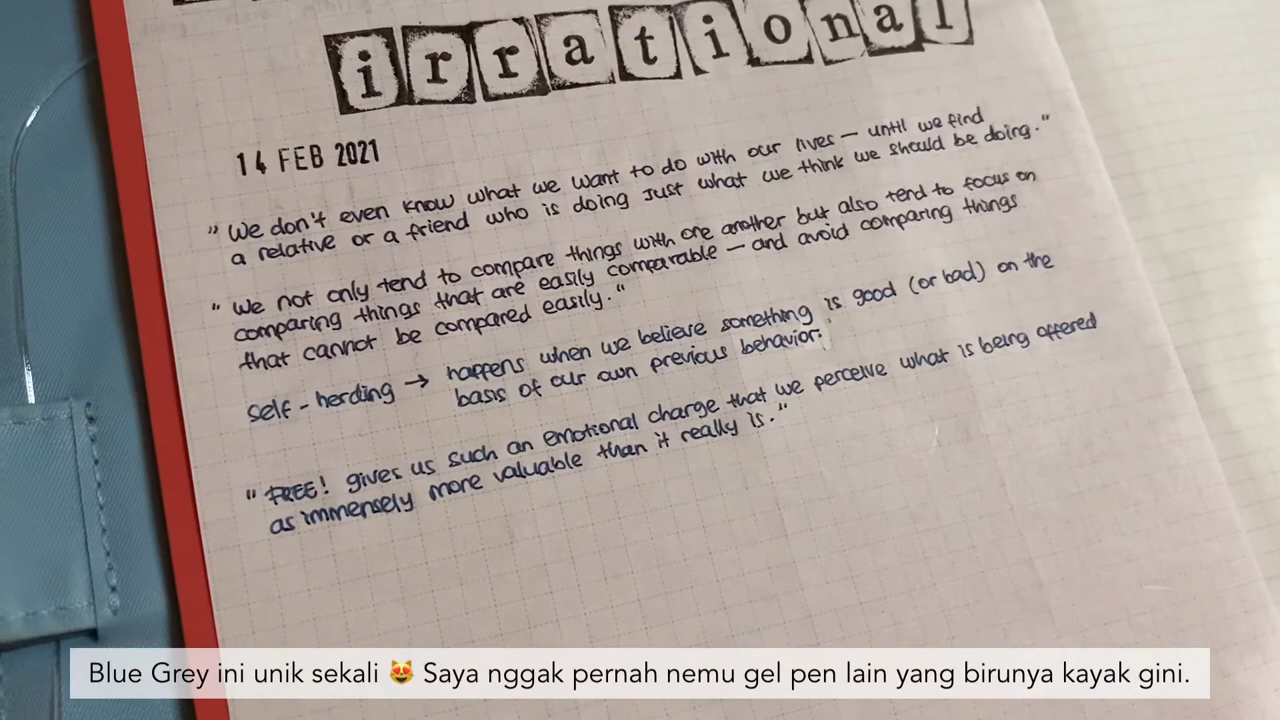 irrational
14 FEB 2021
" We don't even know what we want to do with our lives — until we find
a relative or a friend who is doing just what we think we should be doing."
" We not only tend to compare things with one another but also tend to focus on
comparing things that are easily comparable — and avoid comparing things
that cannot be compared easily."
self-herding → happens when we believe something is good (or bad) on the
basis of our own previous behavior.
" FREE! gives us such an emotional charge that we perceive what is being offered
as immensely more valuable than it really is."
Blue Grey ini unik sekali 😻 Saya nggak pernah nemu gel pen lain yang birunya kayak gini.